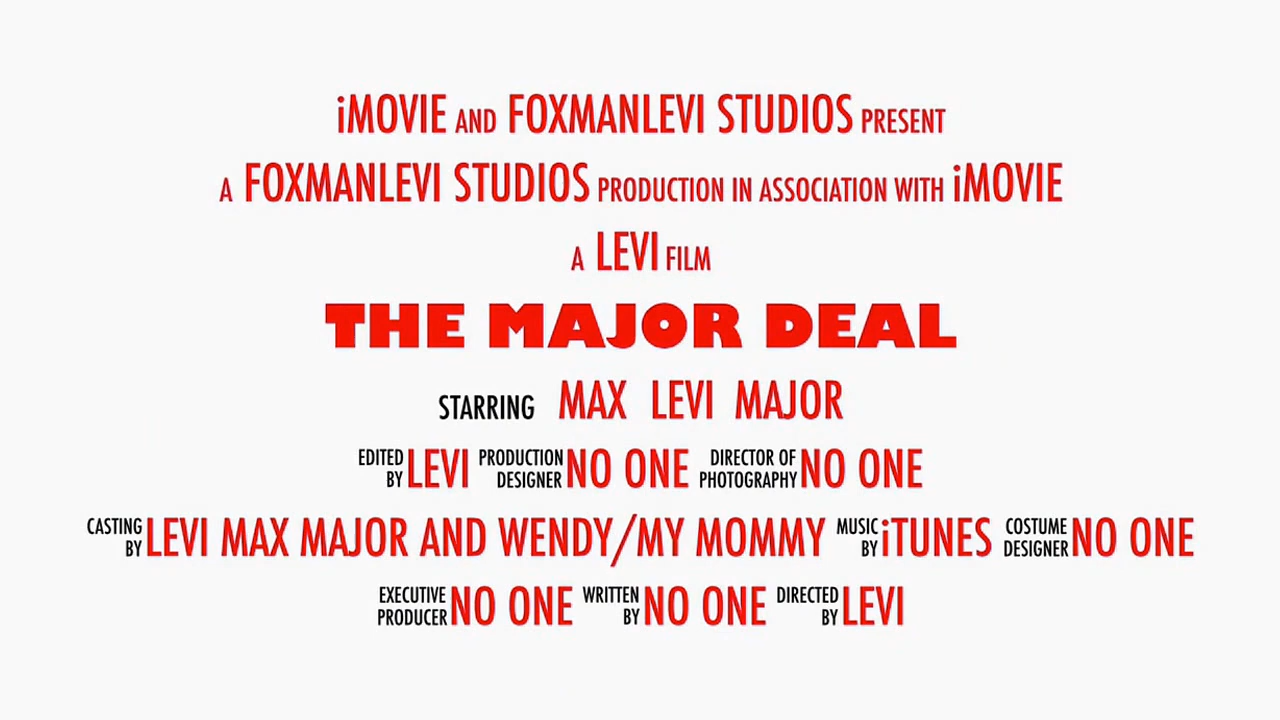 iMOVIE AND FOXMANLEVI STUDIOS PRESENT
A FOXMANLEVI STUDIOS PRODUCTION IN ASSOCIATION WITH iMOVIE
A LEVI FILM
THE MAJOR DEAL
STARRING MAX LEVI MAJOR
EDITED BY LEVI PRODUCTION DESIGNER NO ONE DIRECTOR OF PHOTOGRAPHY NO ONE
CASTING BY LEVI MAX MAJOR AND WENDY/MY MOMMY MUSIC BY iTUNES COSTUME DESIGNER NO ONE
EXECUTIVE PRODUCER NO ONE WRITTEN BY NO ONE DIRECTED BY LEVI